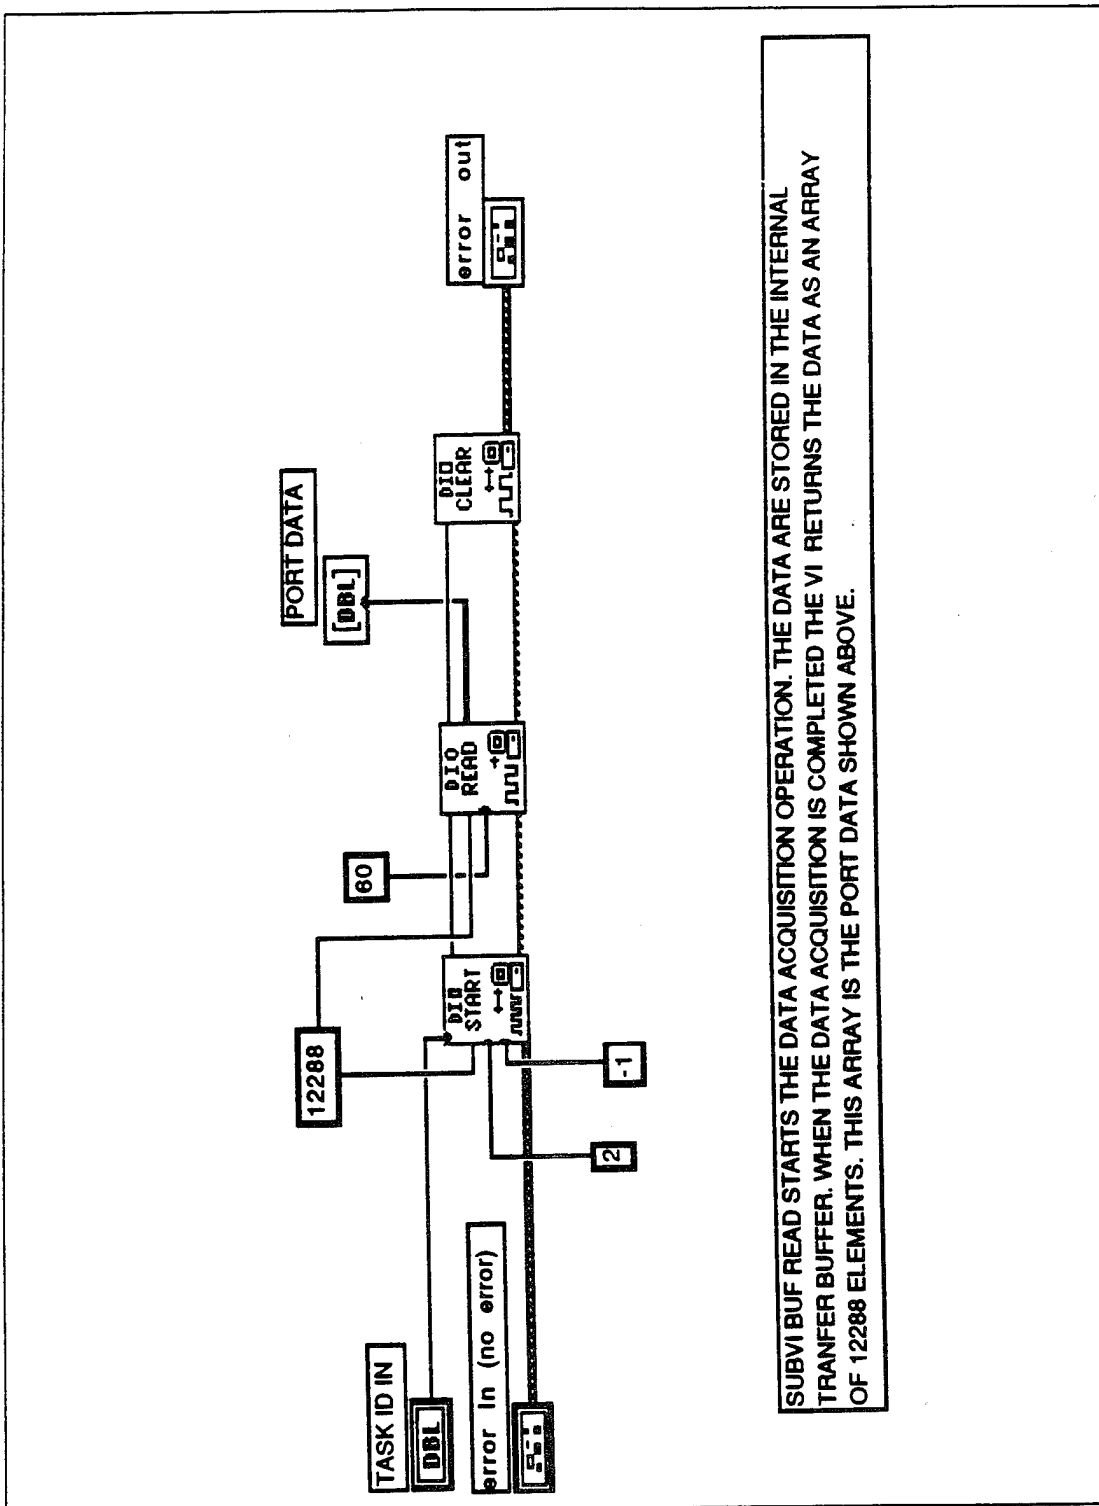 TASK ID IN
DBL
error in (no error)
12288
2
-1
DIO
START
60
DIO
READ
PORT DATA
[DBL]
DIO
CLEAR
error out
SUBVI BUF READ STARTS THE DATA ACQUISITION OPERATION. THE DATA ARE STORED IN THE INTERNAL
TRANFER BUFFER. WHEN THE DATA ACQUISITION IS COMPLETED THE VI RETURNS THE DATA AS AN ARRAY
OF 12288 ELEMENTS. THIS ARRAY IS THE PORT DATA SHOWN ABOVE.